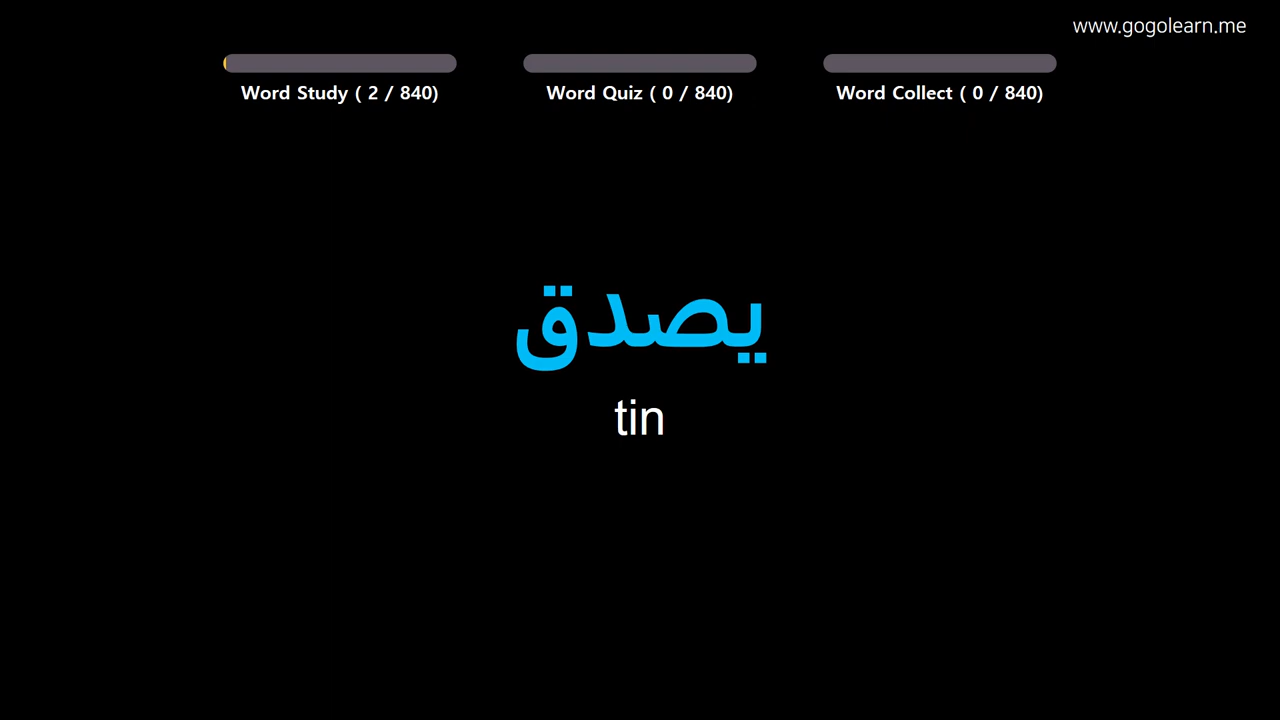 www.gogolearn.me
Word Study ( 2 / 840)
Word Quiz ( 0 / 840)
Word Collect ( 0 / 840)
يصدق
tin